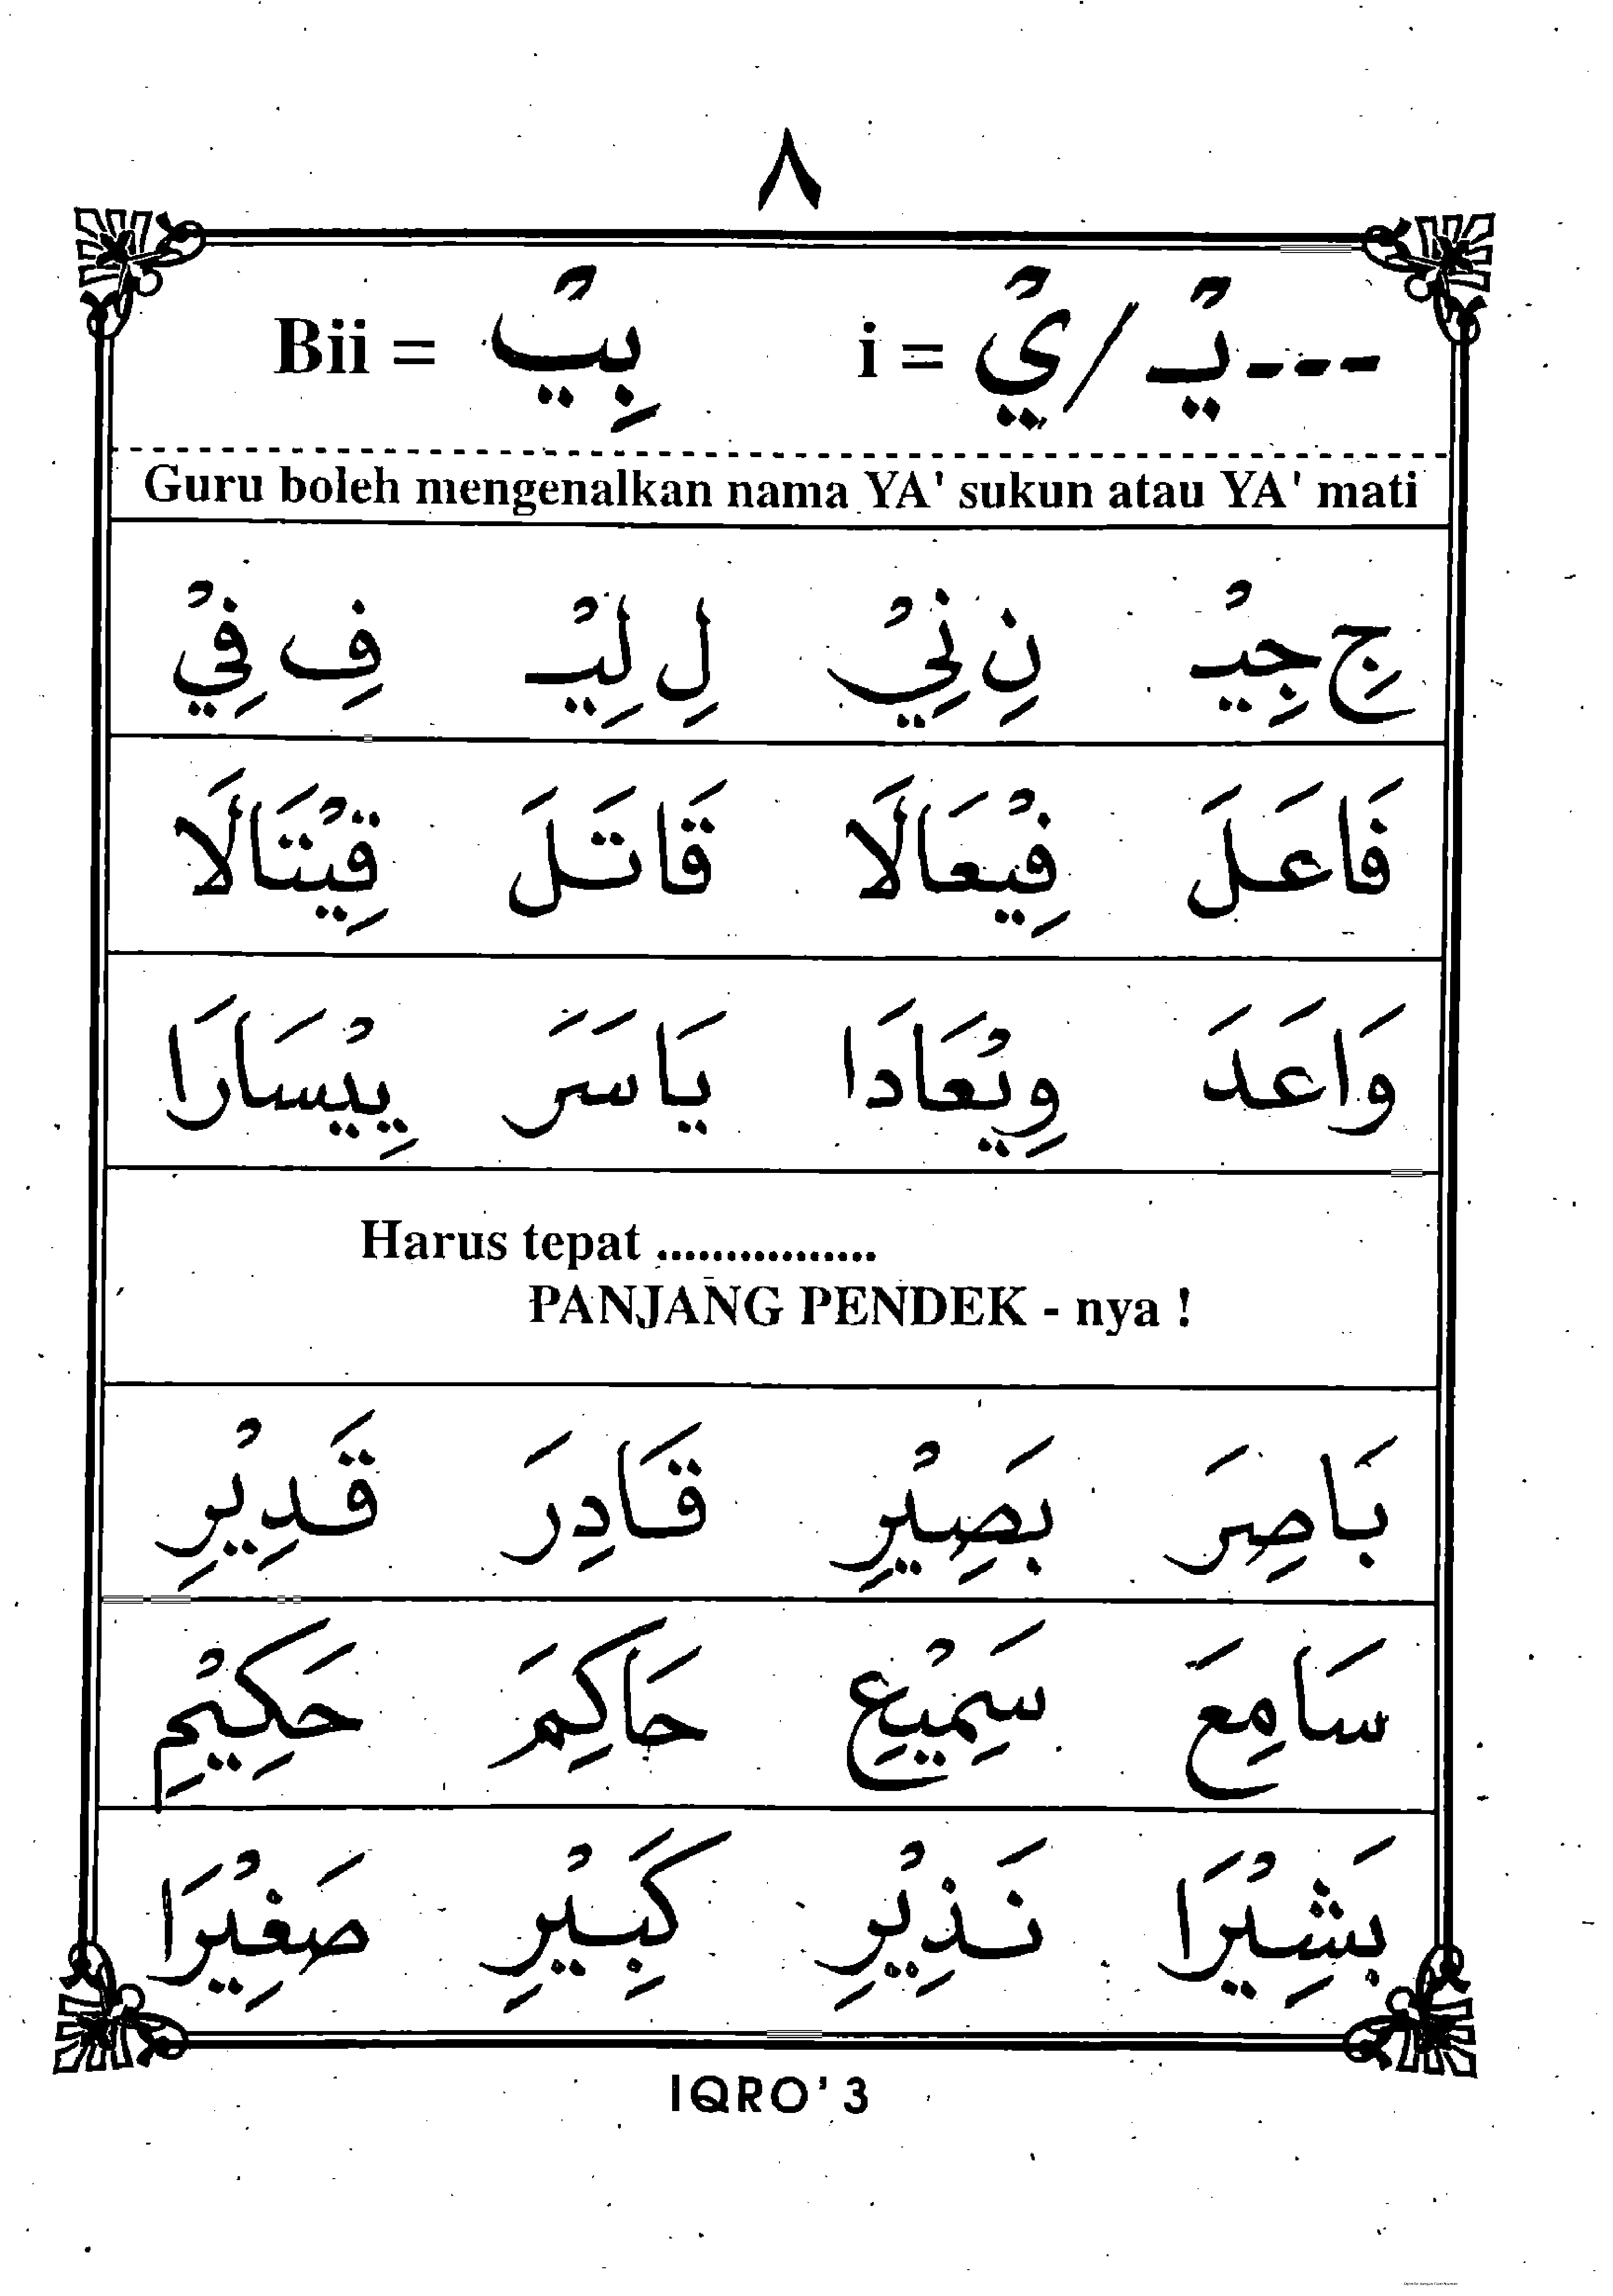 ٨
---يْـ / يْ = i بِيْـ = Bii
Guru boleh mengenalkan nama YA' sukun atau YA' mati
جِ جِيْـ نِ نِيْ لِ لِيْـ فِ فِيْ
فَاعَلَ فِيْعَالَا قَاتَلَ قِيْتَالَا
وَاعَدَ وِيْعَادَا يَاسَرَ يِيْسَارَا
Harus tepat ................
PANJANG PENDEK - nya !
بَاصِرَ بَصِيْرِ قَادِرَ قَدِيْرِ
سَامِعَ سَمِيْعِ حَاكِمَ حَكِيْمِ
بَشِيْرَا نَذِيْرِ كَبِيْرِ صَغِيْرَا
IQRO' 3